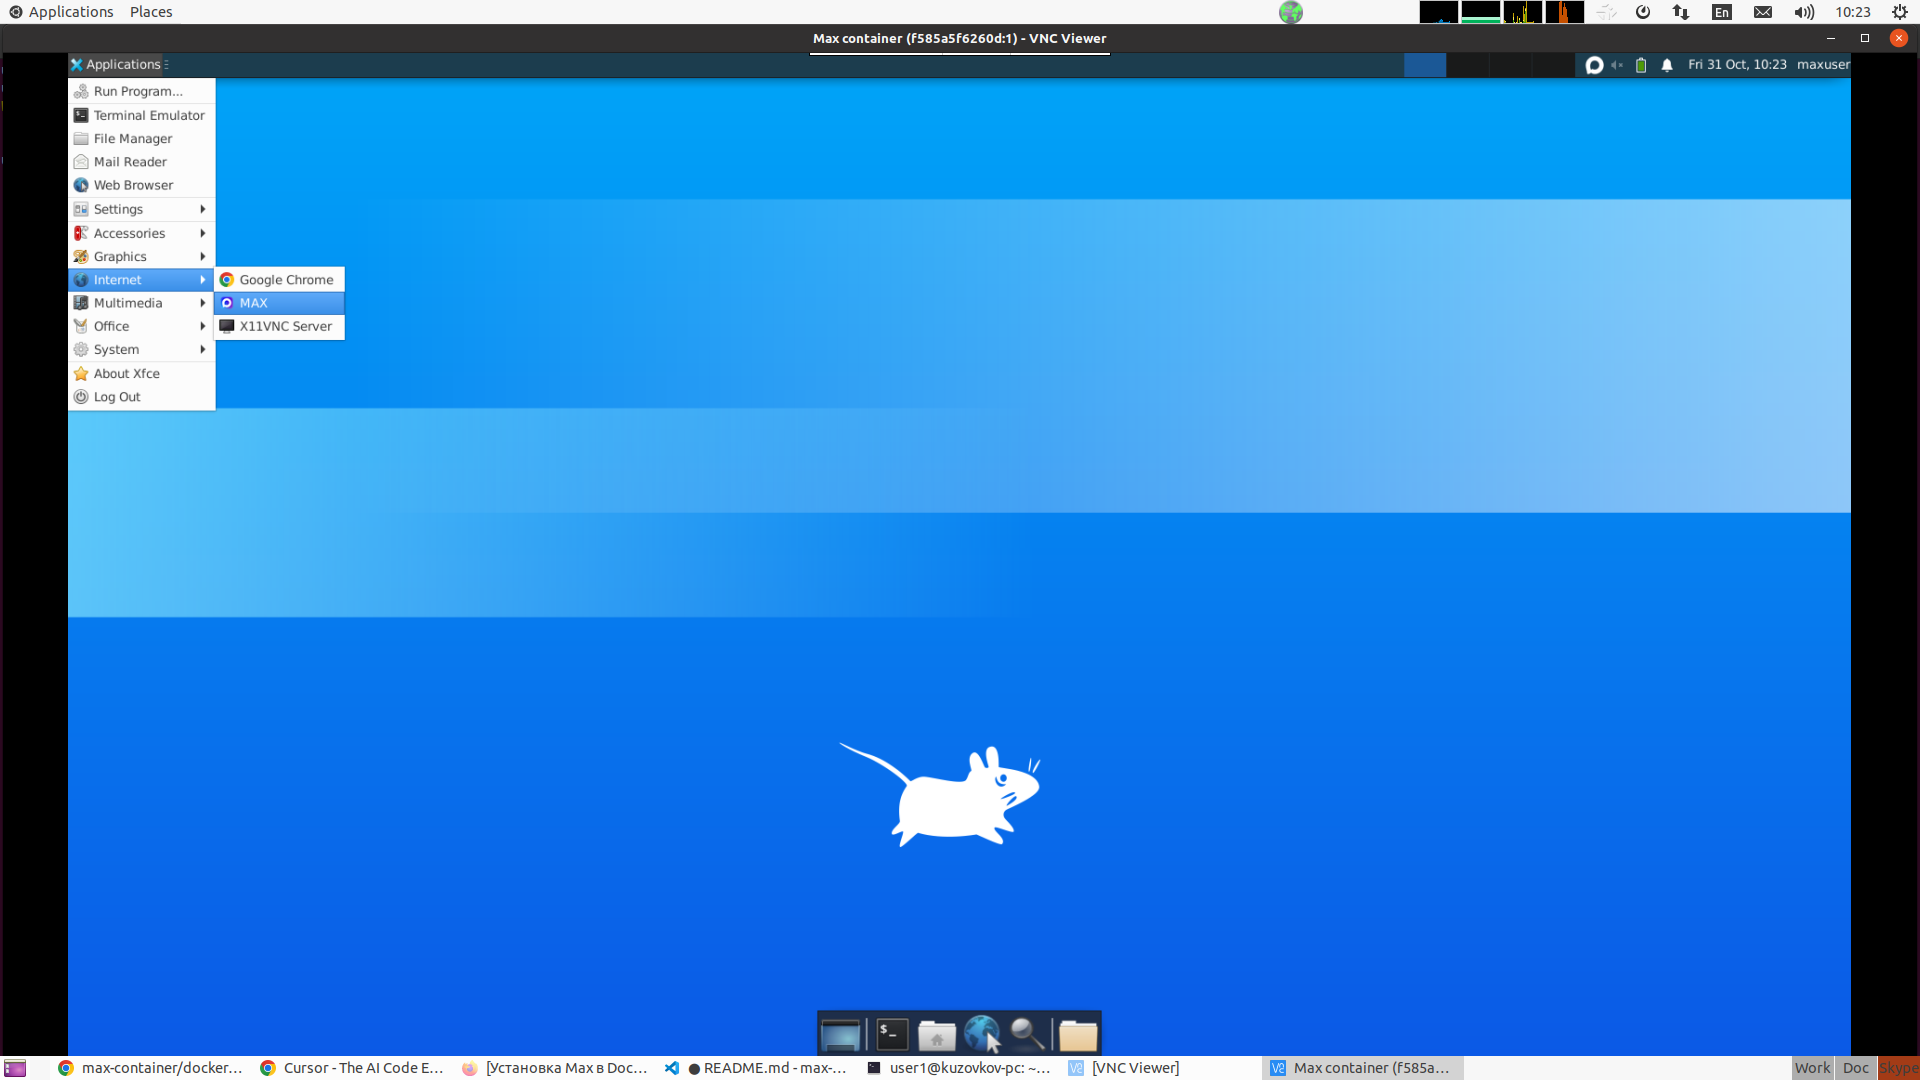 Applications Places
En 10:23
Max container (f585a5f6260d:1) - VNC Viewer
Applications
Fri 31 Oct, 10:23 maxuser
Run Program...
Terminal Emulator
File Manager
Mail Reader
Web Browser
Settings
Accessories
Graphics
Internet
Google Chrome
Multimedia
MAX
Office
X11VNC Server
System
About Xfce
Log Out
max-container/docker... Cursor - The AI Code E... [Установка Max в Doc... ● README.md - max-... user1@kuzovkov-pc: ~... [VNC Viewer] Max container (f585a... Work Doc Skype